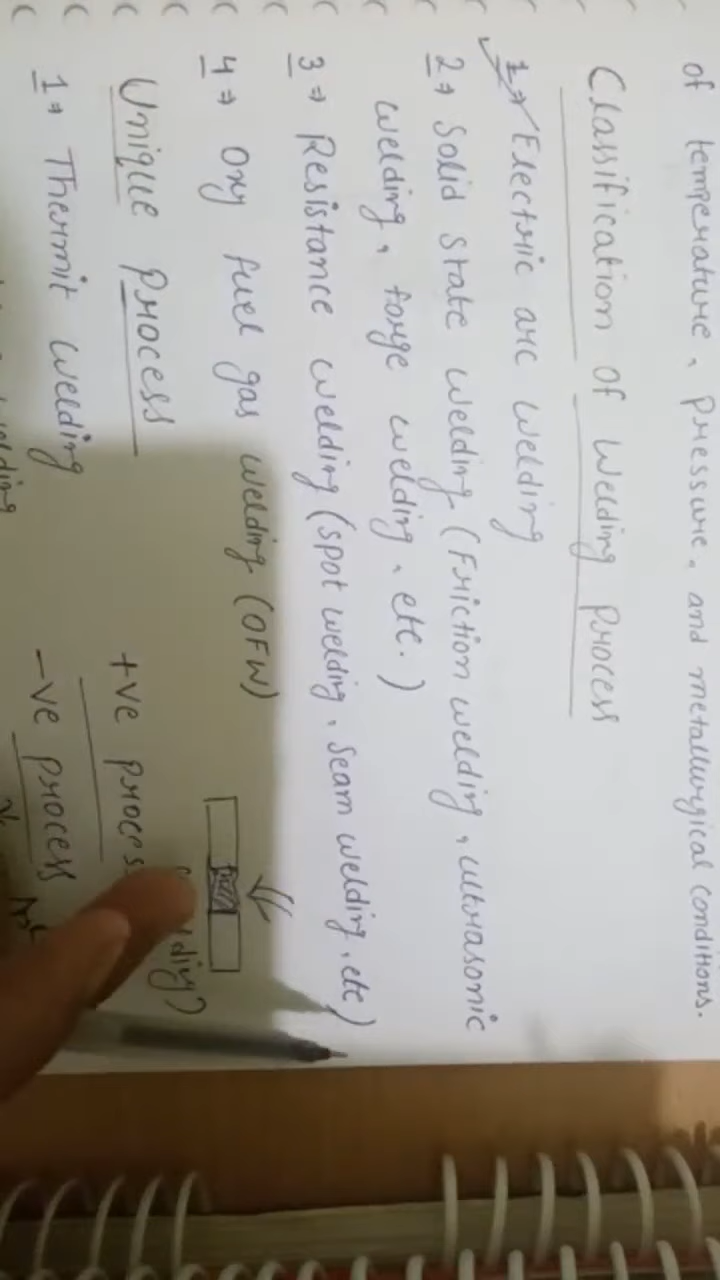 of temperature, pressure, and metallurgical conditions.
Classification of Welding process
1⇒ Electric arc welding
2⇒ Solid state welding (Friction welding, ultrasonic
welding, forge welding, etc.)
3⇒ Resistance welding (spot welding, seam welding, etc)
4⇒ Oxy fuel gas welding (OFW)
Unique process
+ve proces
1⇒ Thermit welding
-ve process